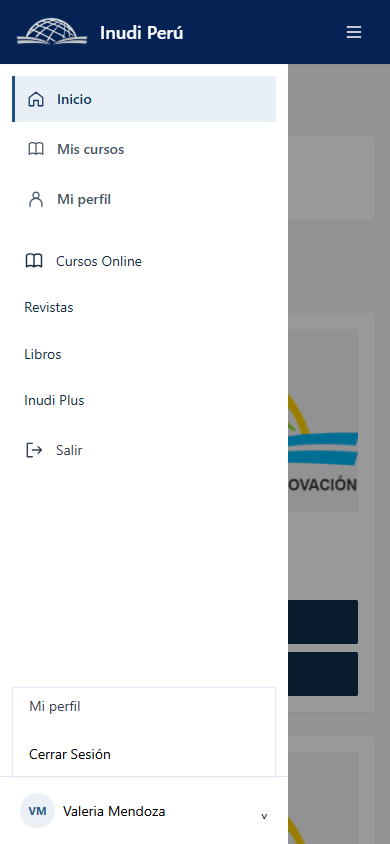 Inudi Perú
Inicio
Mis cursos
Mi perfil
Cursos Online
Revistas
Libros
Inudi Plus
Salir
OVACIÓN
Mi perfil
Cerrar Sesión
VM Valeria Mendoza v